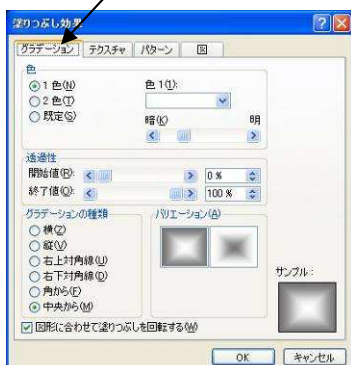 塗りつぶし効果
グラデーション テクスチャ パターン 図
色
1 色(N) 色 1(1):
2 色(T)
既定(S) 暗(K) 明
透過性
開始値(R): 0 %
終了値(O): 100 %
グラデーションの種類 バリエーション(A)
横(Z)
縦(V)
右上対角線(U)
右下対角線(D)
角から(F)
中央から(M)
サンプル:
図形に合わせて塗りつぶしを回転する(W)
OK キャンセル